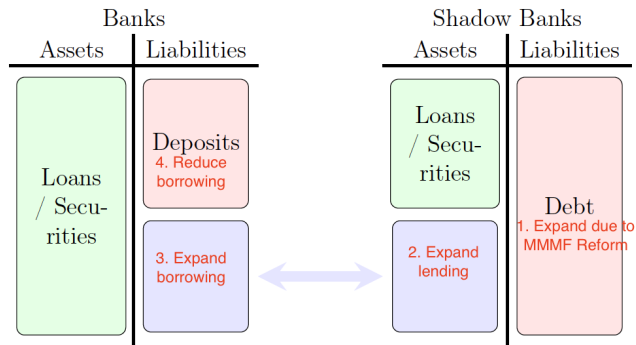 Banks
Assets
Liabilities
Loans
/ Secu-
rities
Deposits
4. Reduce
borrowing
3. Expand
borrowing
Shadow Banks
Assets
Liabilities
Loans
/ Secu-
rities
2. Expand
lending
Debt
1. Expand due to
MMMF Reform